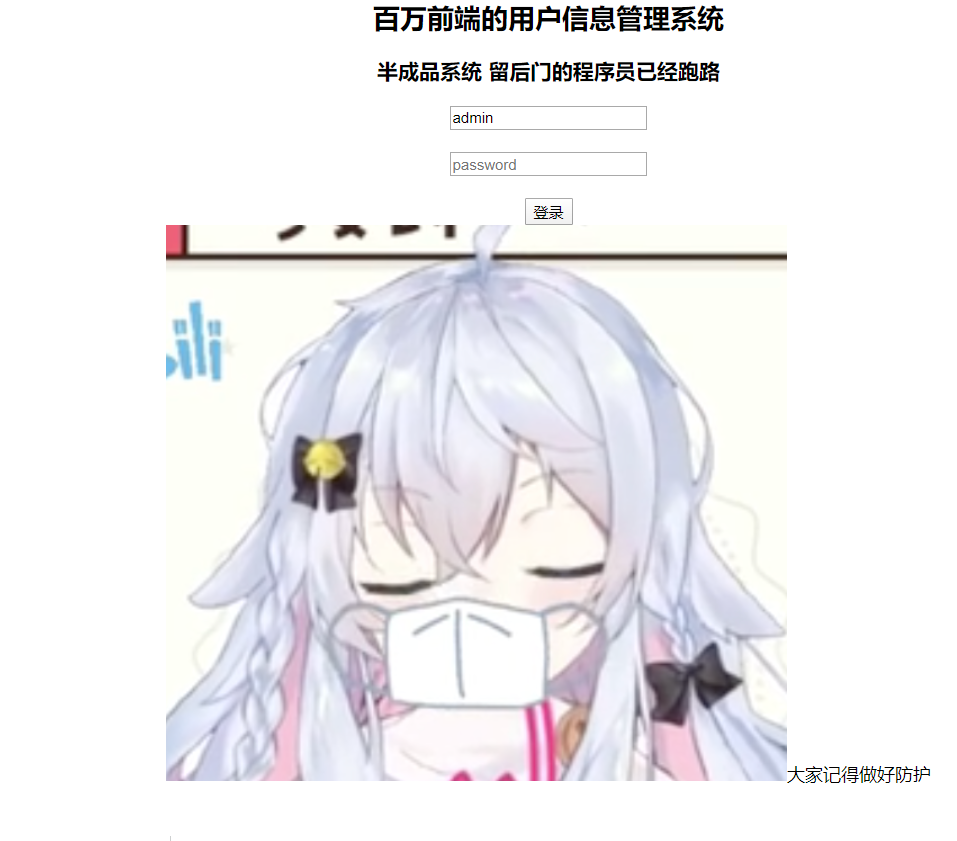 百万前端的用户信息管理系统
半成品系统 留后门的程序员已经跑路
admin
password
登录
大家记得做好防护